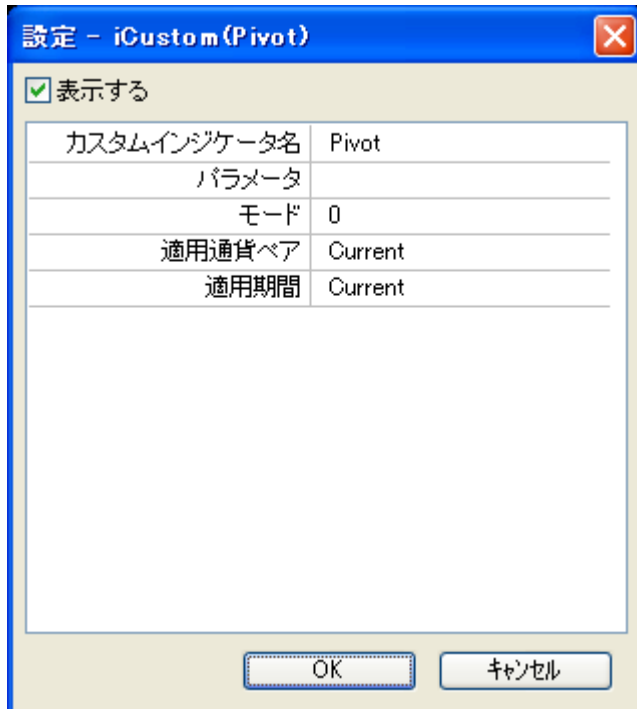 設定 - iCustom(Pivot)
表示する
カスタムインジケータ名 Pivot
パラメータ
モード 0
適用通貨ペア Current
適用期間 Current
OK キャンセル